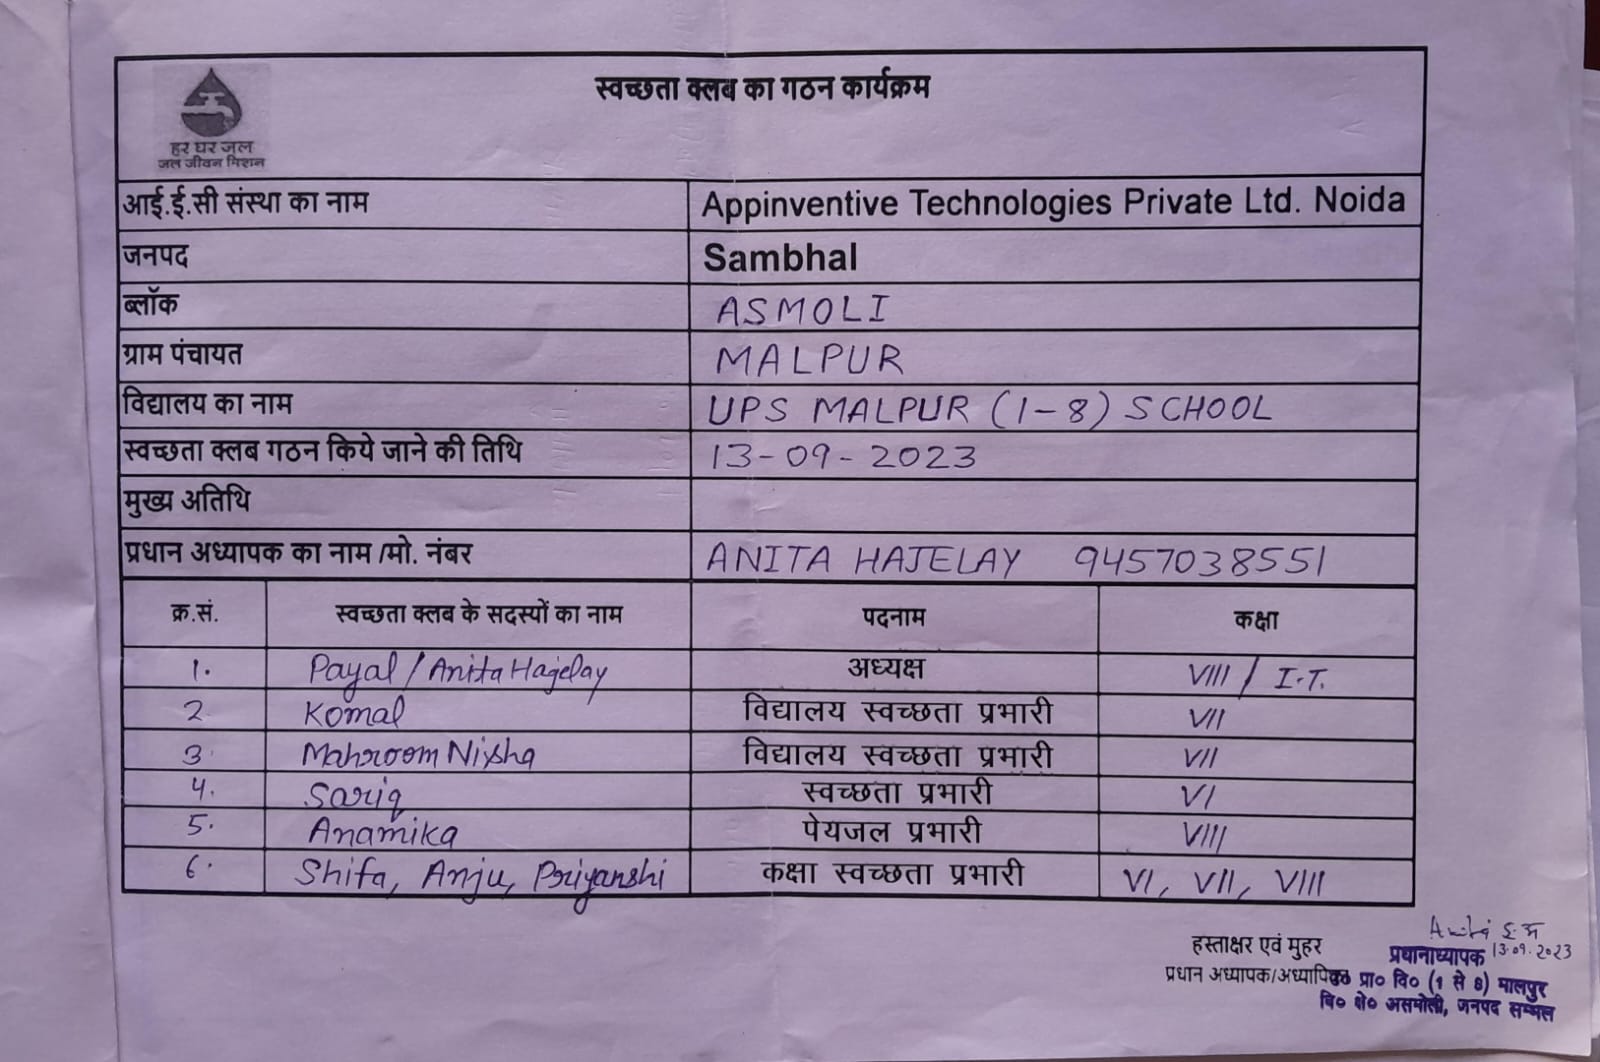 स्वच्छता क्लब का गठन कार्यक्रम
हर घर जल
जल जीवन मिशन
आई.ई.सी संस्था का नाम Appinventive Technologies Private Ltd. Noida
जनपद Sambhal
ब्लॉक ASMOLI
ग्राम पंचायत MALPUR
विद्यालय का नाम UPS MALPUR (1-8) SCHOOL
स्वच्छता क्लब गठन किये जाने की तिथि 13-09-2023
मुख्य अतिथि
प्रधान अध्यापक का नाम /मो. नंबर ANITA HAJELAY 9457038551
क्र.सं. स्वच्छता क्लब के सदस्यों का नाम पदनाम कक्षा
1. Payal / Anita Hagelay अध्यक्ष VIII / I.T.
2. Komal विद्यालय स्वच्छता प्रभारी VII
3. Mahroom Nisha विद्यालय स्वच्छता प्रभारी VII
4. Sariq स्वच्छता प्रभारी VI
5. Anamika पेयजल प्रभारी VIII
6. Shifa, Anju, Priyanshi कक्षा स्वच्छता प्रभारी VI, VII, VIII
हस्ताक्षर एवं मुहर
प्रधान अध्यापक/अध्यापिका
13.09.2023
प्रधानाध्यापक
प्रा० वि० (1 से 8) मालपुर
वि० क्षे० असमोली, जनपद सम्भल